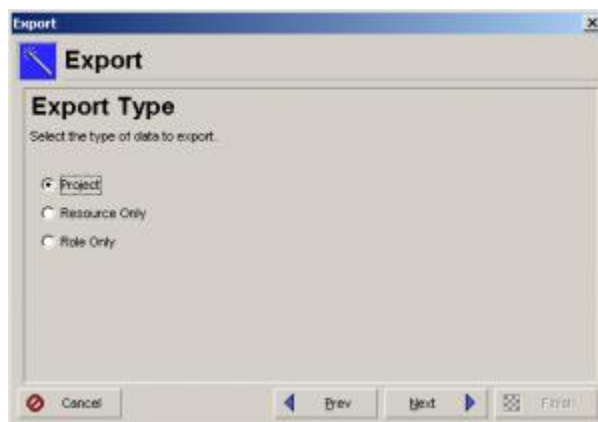 Export
Export
Export Type
Select the type of data to export.
Project
Resource Only
Role Only
Cancel
Prev
Next
Finish